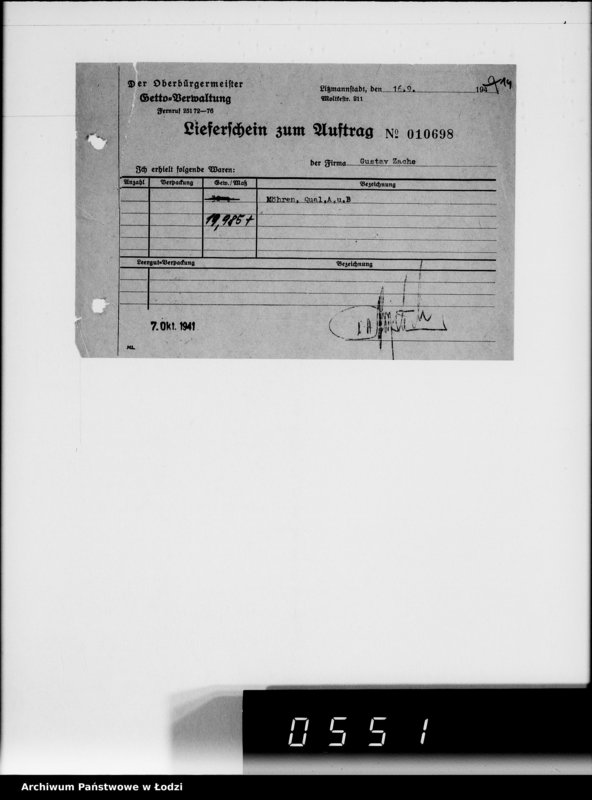 Der Oberbürgermeister
Getto-Verwaltung
Fernruf 251 72—76
Litzmannstadt, den 16.9. 194
Moltkestr. 211
Lieferschein zum Auftrag № 010698
der Firma Gustav Zache
Ich erhielt folgende Waren:
Anzahl Verpackung Gew./Maß Bezeichnung
Möhren, Qual.A.u.B
19,985 t
Leergut-Verpackung Bezeichnung
7. Okt. 1941
0551
Archiwum Państwowe w Łodzi